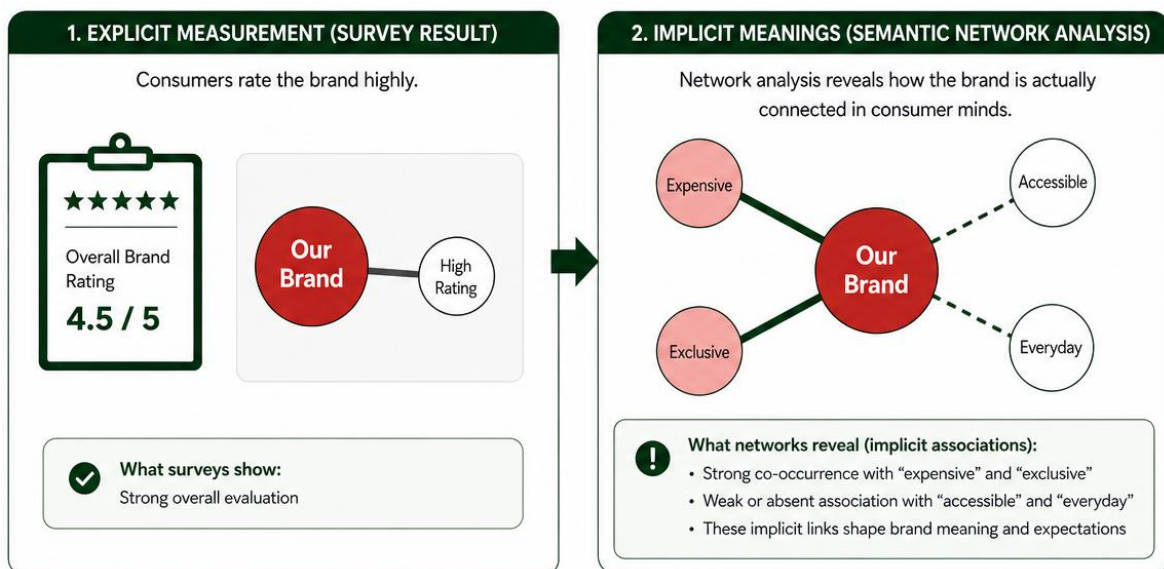 1. EXPLICIT MEASUREMENT (SURVEY RESULT)
Consumers rate the brand highly.
Overall Brand
Rating
4.5 / 5
Our
Brand
High
Rating
What surveys show:
Strong overall evaluation
2. IMPLICIT MEANINGS (SEMANTIC NETWORK ANALYSIS)
Network analysis reveals how the brand is actually
connected in consumer minds.
Expensive
Accessible
Our
Brand
Exclusive
Everyday
What networks reveal (implicit associations):
• Strong co-occurrence with “expensive” and “exclusive”
• Weak or absent association with “accessible” and “everyday”
• These implicit links shape brand meaning and expectations